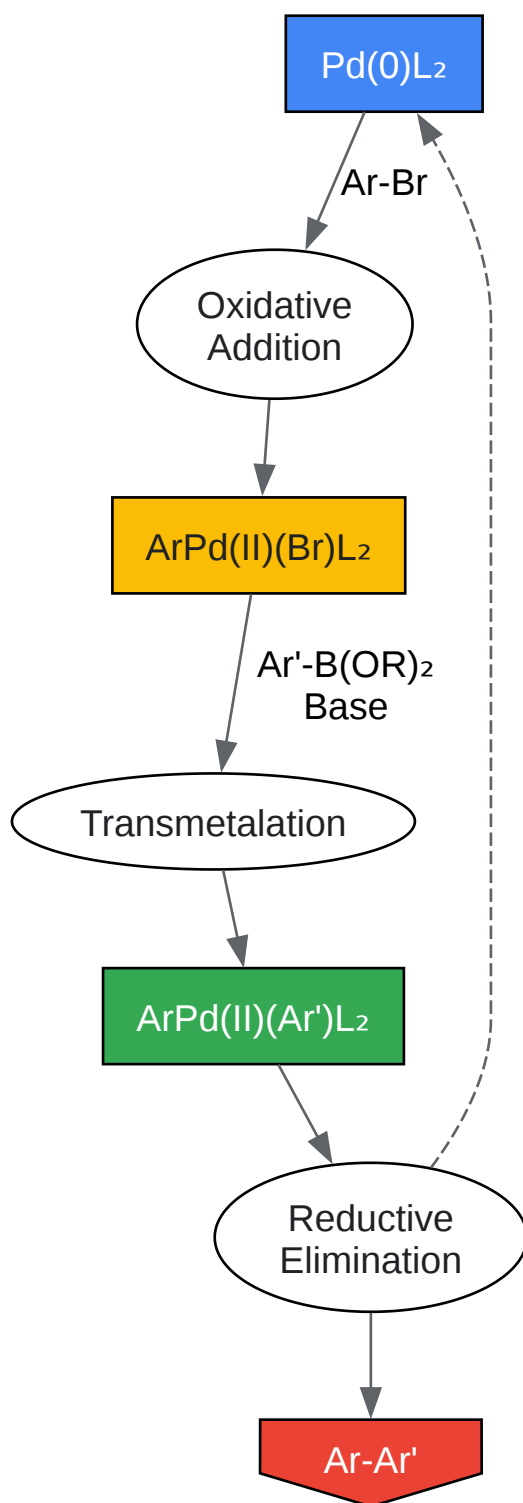 Pd(0)L₂
Ar-Br
Oxidative
Addition
ArPd(II)(Br)L₂
Ar'-B(OR)₂
Base
Transmetalation
ArPd(II)(Ar')L₂
Reductive
Elimination
Ar-Ar'